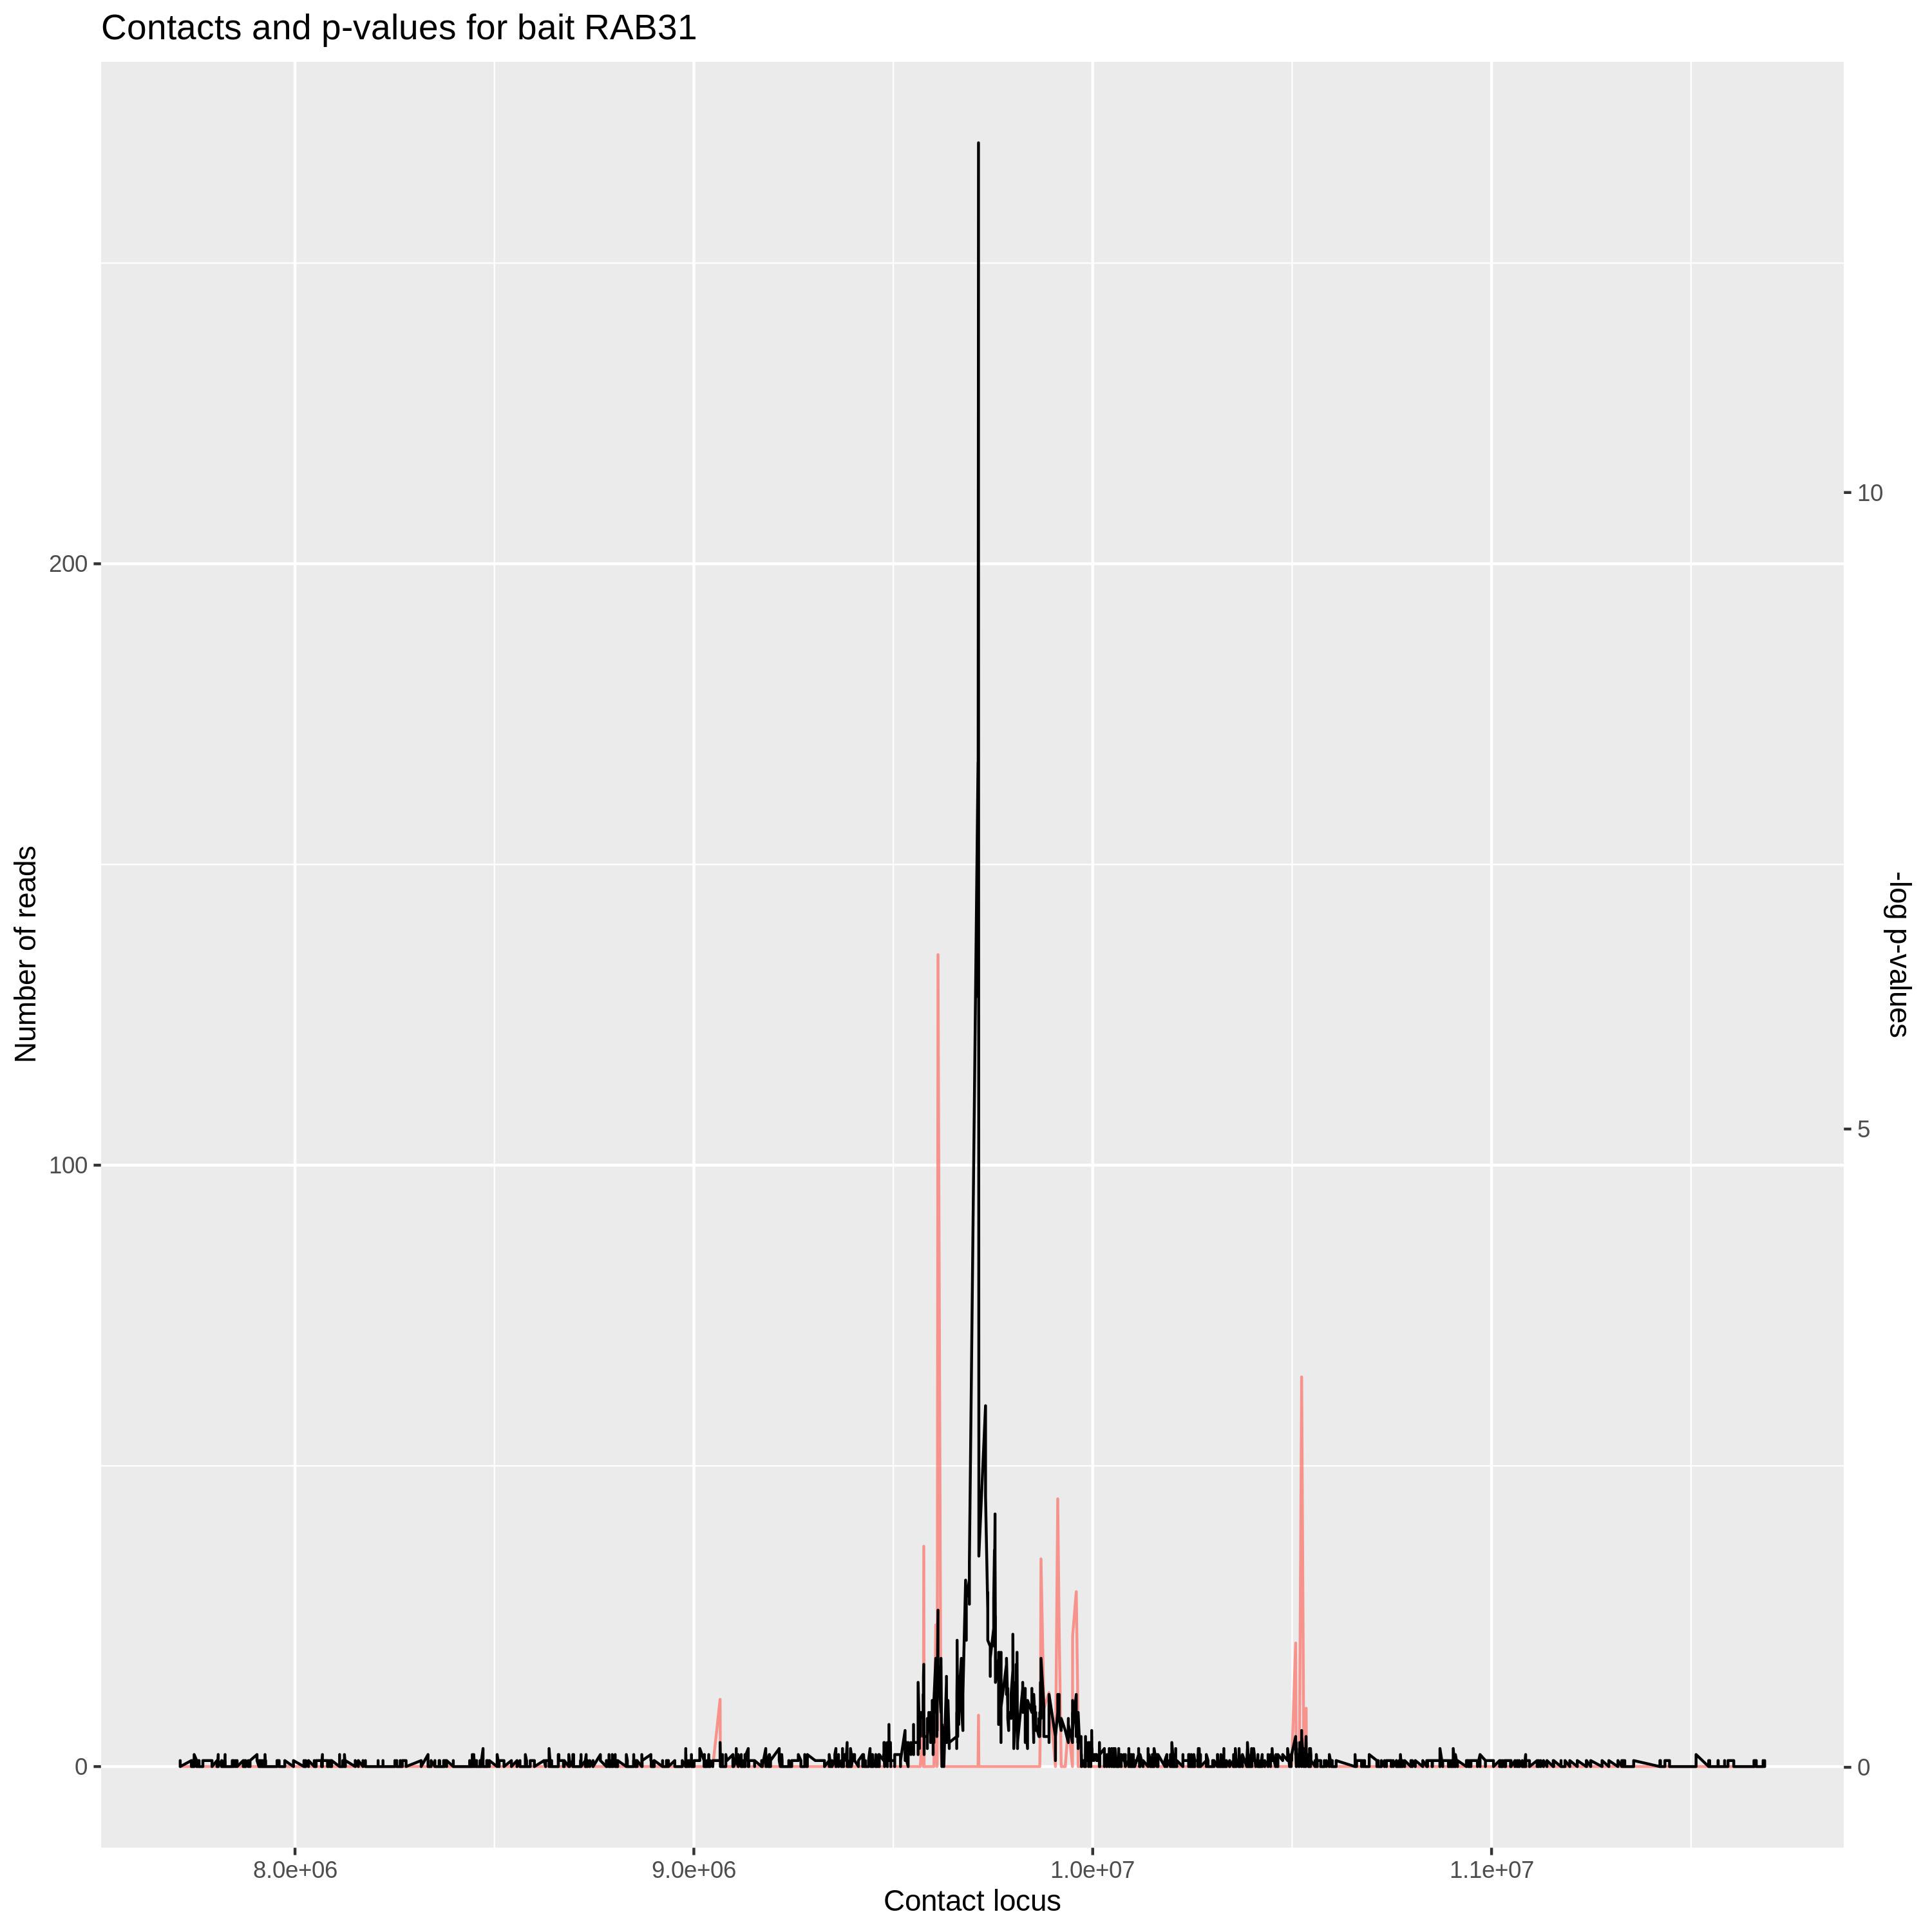 Contacts and p-values for bait RAB31
Number of reads
200
100
0
10
5
0
-log p-values
8.0e+06
9.0e+06
1.0e+07
1.1e+07
Contact locus